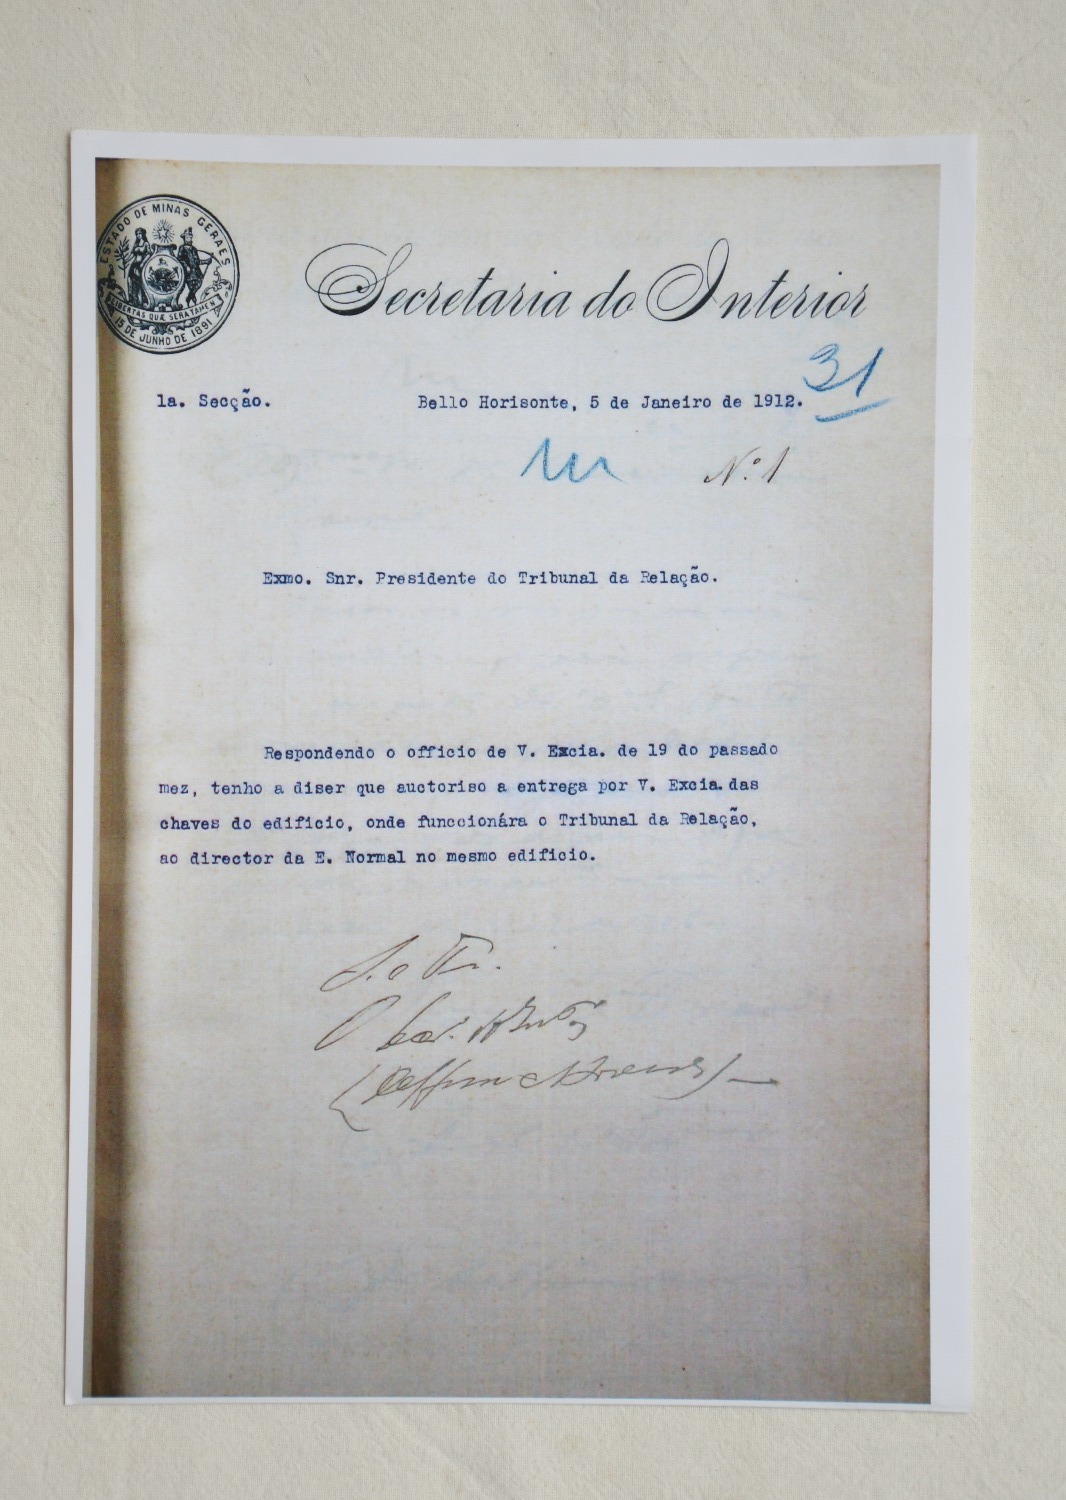 ESTADO DE MINAS GERAES
LIBERTAS QUÆ SERA TAMEN
15 DE JUNHO DE 1891
Secretaria do Interior
31
1a. Secção.
Bello Horisonte, 5 de Janeiro de 1912.
Nº 1
Exmo. Snr. Presidente do Tribunal da Relação.
Respondendo o officio de V. Excia. de 19 do passado
mez, tenho a diser que auctoriso a entrega por V. Excia. das
chaves do edificio, onde funccionára o Tribunal da Relação,
ao director da E. Normal no mesmo edificio.
S. e Fr.